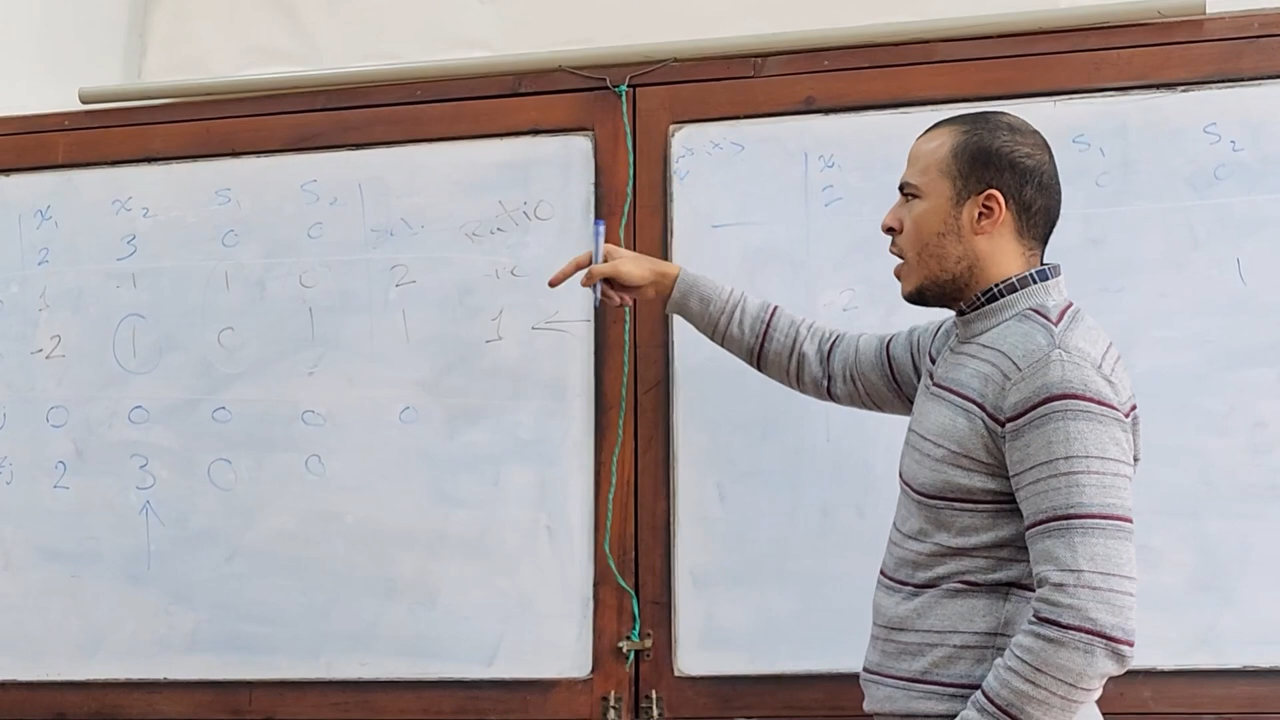 x₁ x₂ s₁ s₂
2 3 0 0 Ratio
1 -1 1 0 2
-2 1 0 1 1 1 ←
0 0 0 0 0
2 3 0 0
↑
x₁ s₁ s₂
0 0
-2 1